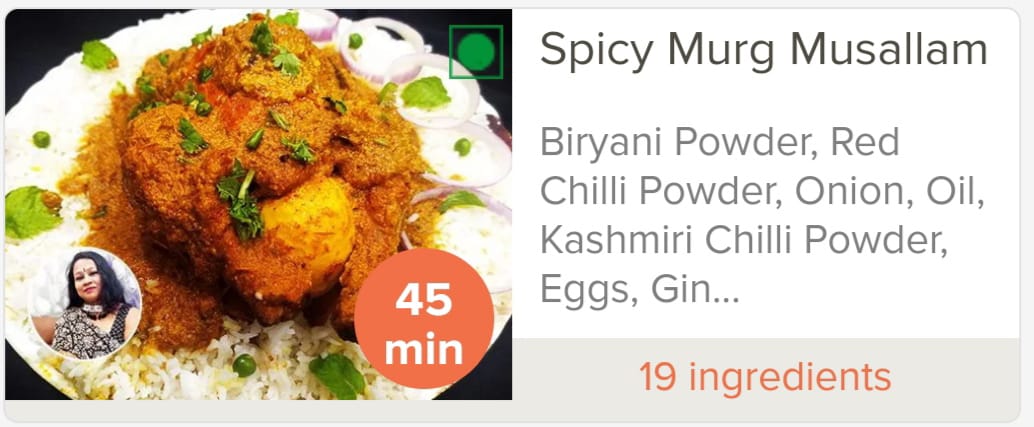 Spicy Murg Musallam
Biryani Powder, Red
Chilli Powder, Onion, Oil,
Kashmiri Chilli Powder,
Eggs, Gin...
45
min
19 ingredients